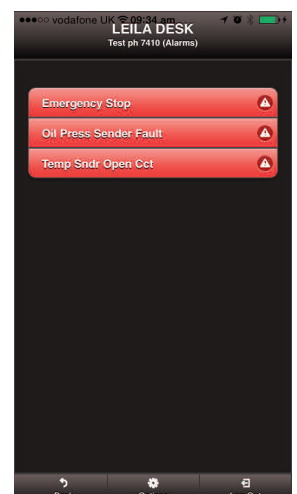 vodafone UK 09:34 am
LEILA DESK
Test ph 7410 (Alarms)
Emergency Stop
Oil Press Sender Fault
Temp Sndr Open Cct